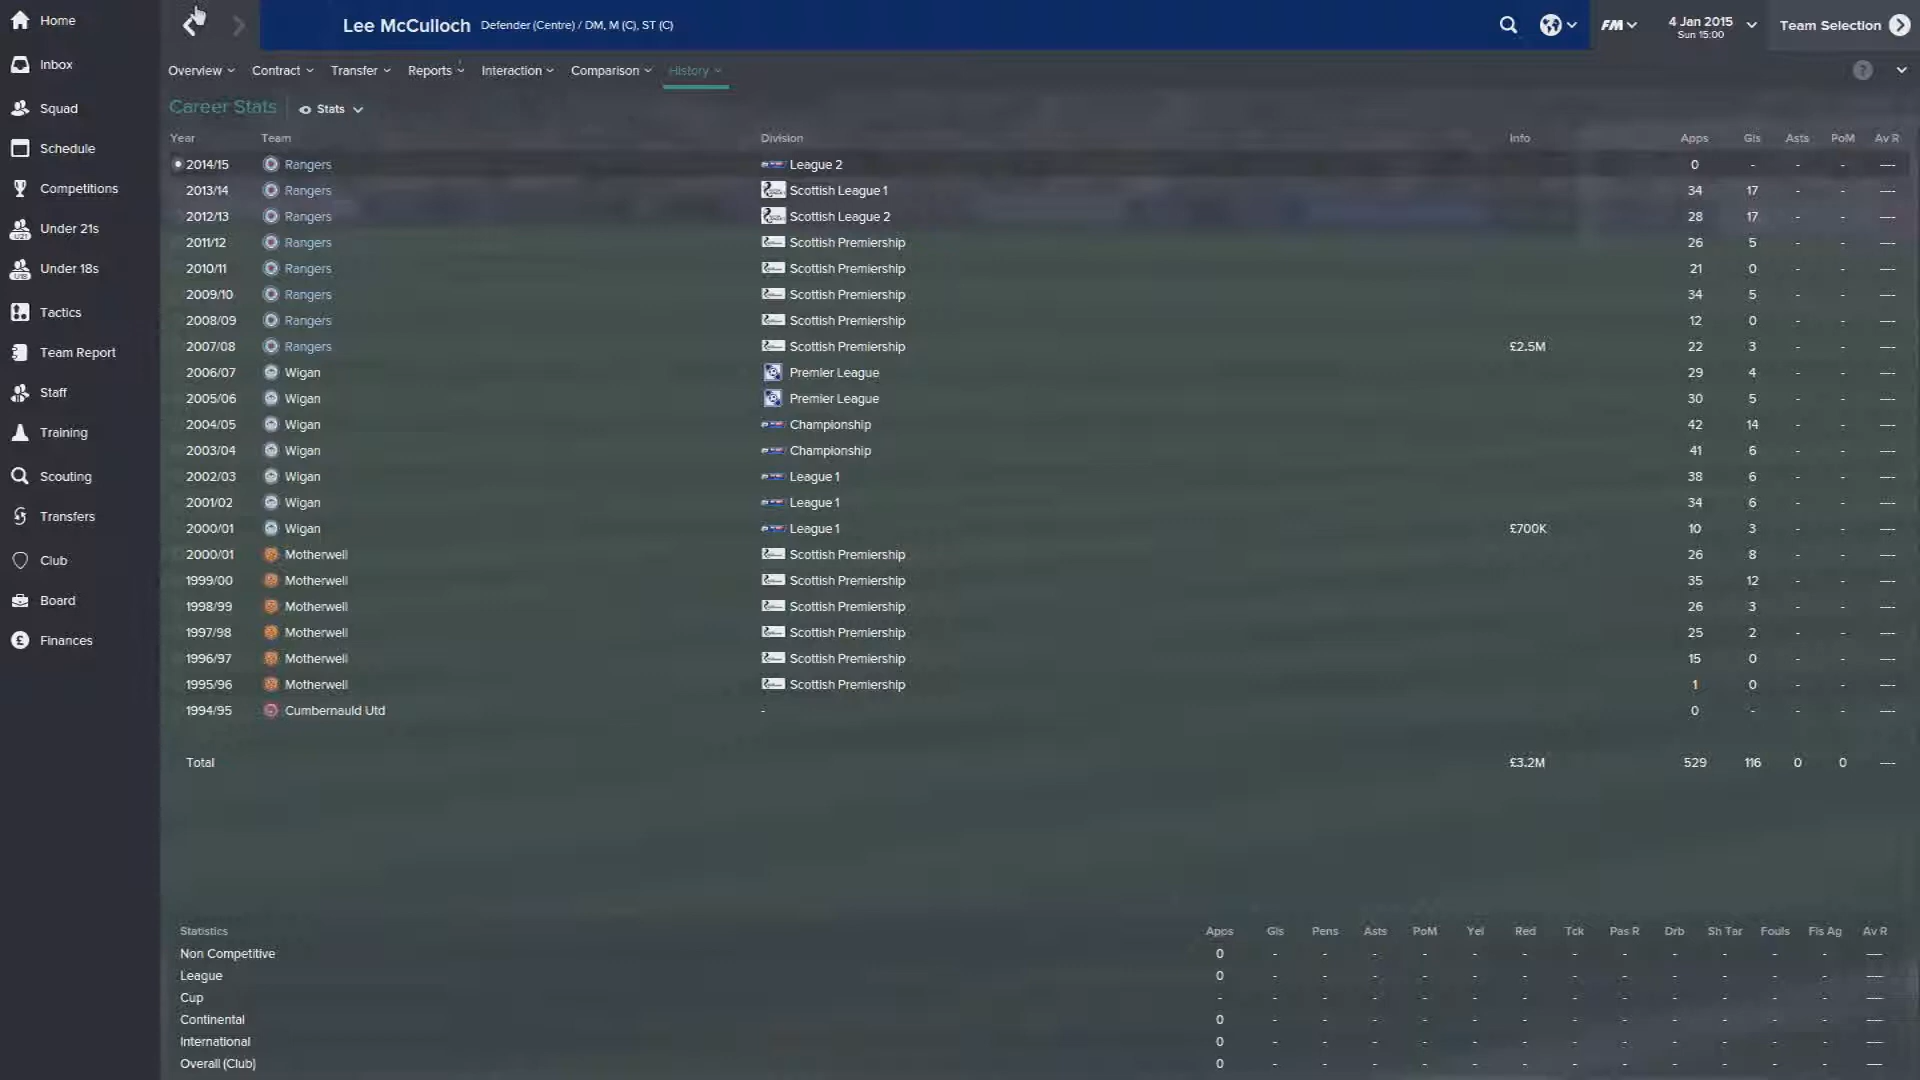 Home
Inbox
Squad
Schedule
Competitions
Under 21s
Under 18s
Tactics
Team Report
Staff
Training
Scouting
Transfers
Club
Board
Finances
Lee McCulloch Defender (Centre) / DM, M (C), ST (C)
FM
4 Jan 2015
Sun 15:00
Team Selection
Overview Contract Transfer Reports Interaction Comparison History
?
Career Stats Stats
Year Team Division Info Apps Gls Asts PoM Av R
2014/15 Rangers League 2 0 - - - ---
2013/14 Rangers Scottish League 1 34 17 - - ---
2012/13 Rangers Scottish League 2 28 17 - - ---
2011/12 Rangers Scottish Premiership 26 5 - - ---
2010/11 Rangers Scottish Premiership 21 0 - - ---
2009/10 Rangers Scottish Premiership 34 5 - - ---
2008/09 Rangers Scottish Premiership 12 0 - - ---
2007/08 Rangers Scottish Premiership £2.5M 22 3 - - ---
2006/07 Wigan Premier League 29 4 - - ---
2005/06 Wigan Premier League 30 5 - - ---
2004/05 Wigan Championship 42 14 - - ---
2003/04 Wigan Championship 41 6 - - ---
2002/03 Wigan League 1 38 6 - - ---
2001/02 Wigan League 1 34 6 - - ---
2000/01 Wigan League 1 £700K 10 3 - - ---
2000/01 Motherwell Scottish Premiership 26 8 - - ---
1999/00 Motherwell Scottish Premiership 35 12 - - ---
1998/99 Motherwell Scottish Premiership 26 3 - - ---
1997/98 Motherwell Scottish Premiership 25 2 - - ---
1996/97 Motherwell Scottish Premiership 15 0 - - ---
1995/96 Motherwell Scottish Premiership 1 0 - - ---
1994/95 Cumbernauld Utd - 0 - - - ---
Total £3.2M 529 116 0 0 ---
Statistics Apps Gls Pens Asts PoM Yel Red Tck Pas R Drb Sh Tar Fouls Fls Ag Av R
Non Competitive 0 - - - - - - - - - - - - ---
League 0 - - - - - - - - - - - - ---
Cup - - - - - - - - - - - - - ---
Continental 0 - - - - - - - - - - - - ---
International 0 - - - - - - - - - - - - ---
Overall (Club) 0 - - - - - - - - - - - - ---